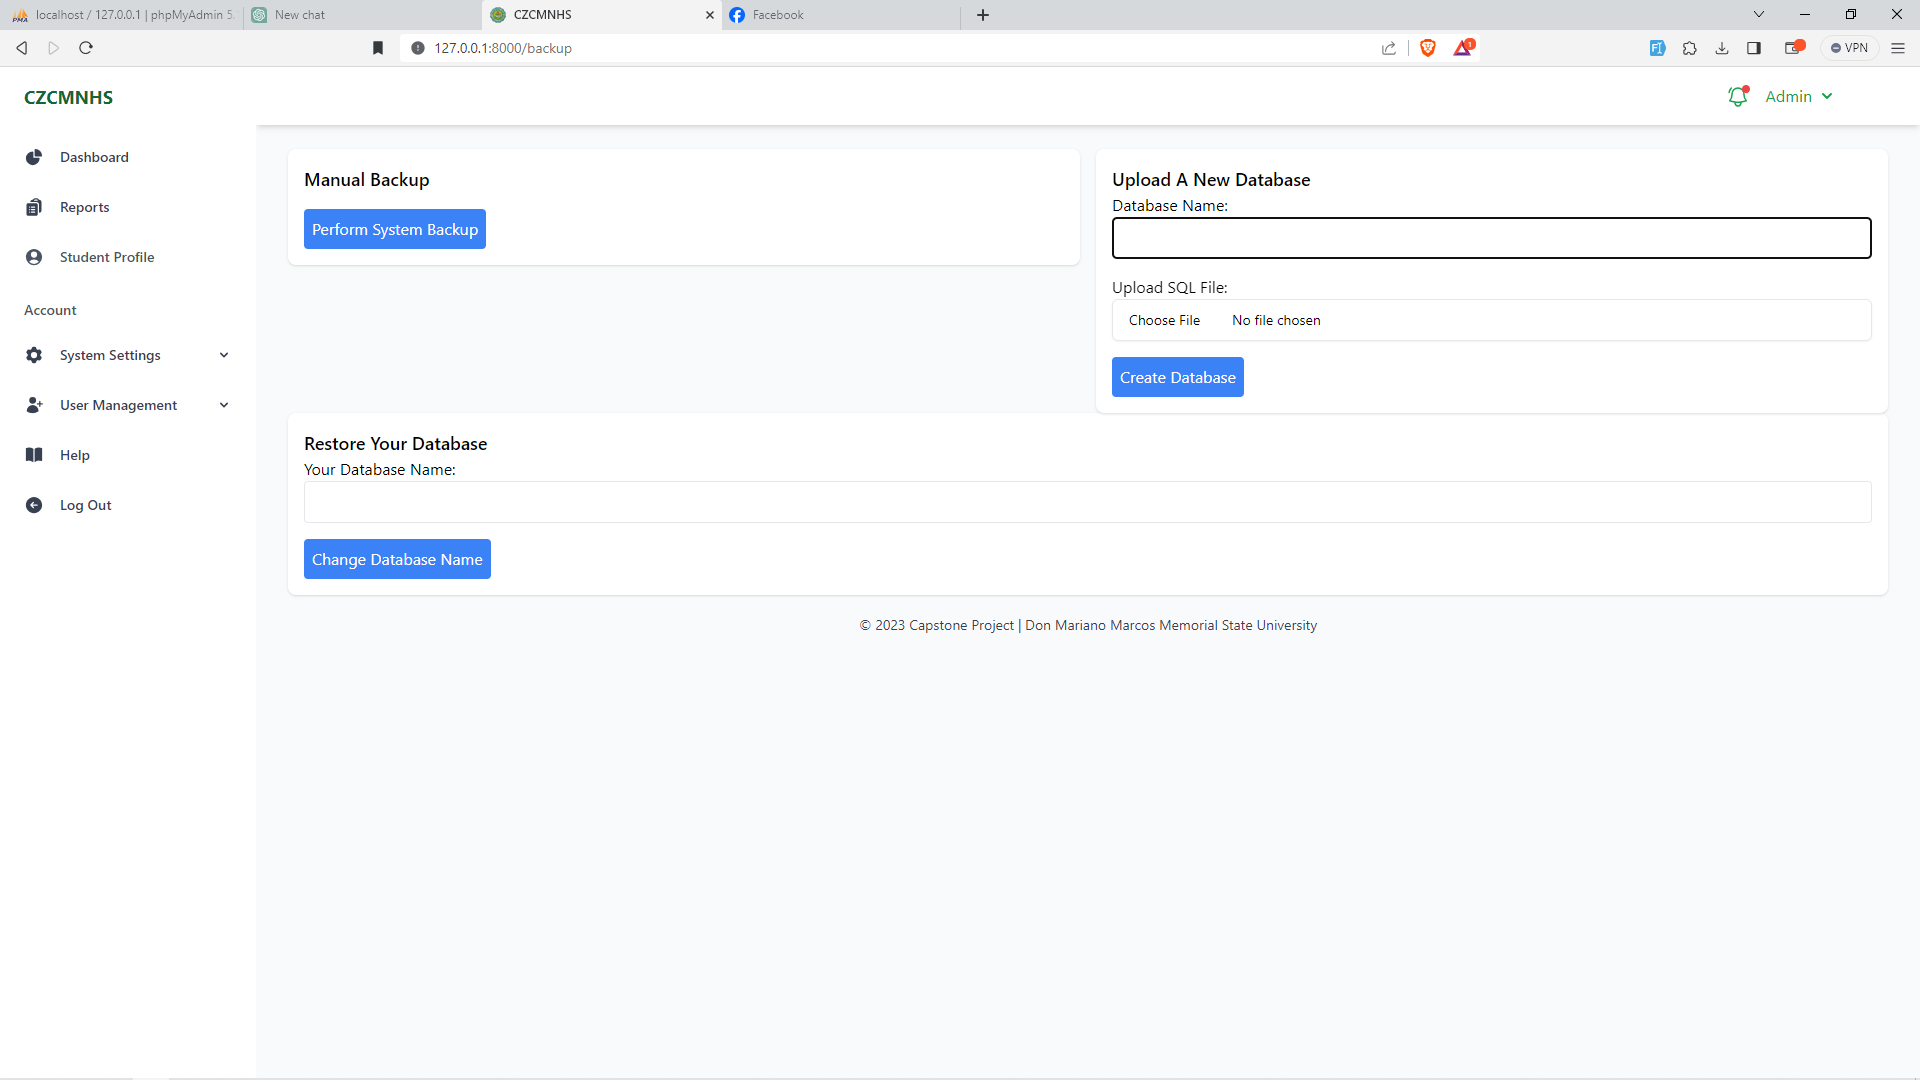 localhost / 127.0.0.1 | phpMyAdmin 5.
New chat
CZCMNHS
Facebook
127.0.0.1:8000/backup
1
VPN
CZCMNHS
Admin
Dashboard
Reports
Student Profile
Account
System Settings
User Management
Help
Log Out
Manual Backup
Perform System Backup
Upload A New Database
Database Name:
Upload SQL File:
Choose File No file chosen
Create Database
Restore Your Database
Your Database Name:
Change Database Name
© 2023 Capstone Project | Don Mariano Marcos Memorial State University